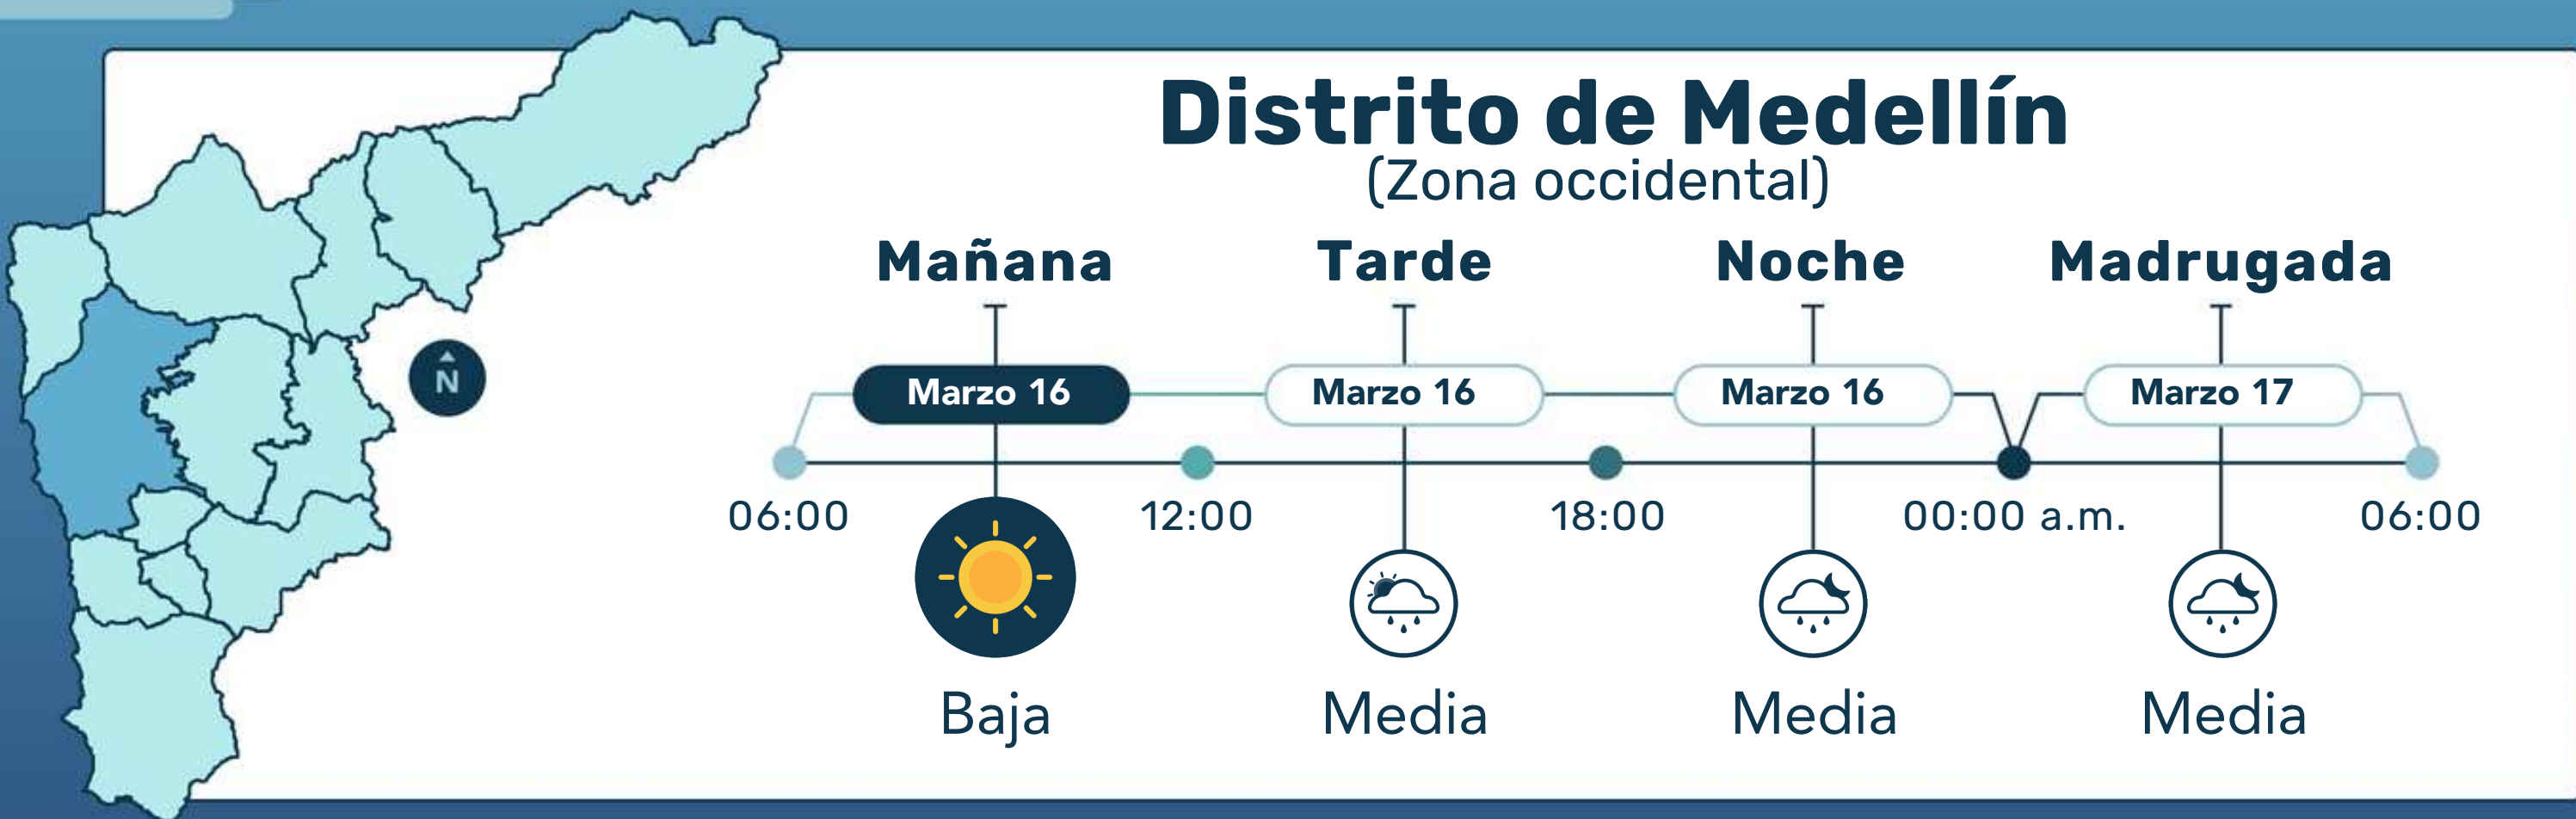 Distrito de Medellín
(Zona occidental)
Mañana Tarde Noche Madrugada
N
Marzo 16 Marzo 16 Marzo 16 Marzo 17
06:00 12:00 18:00 00:00 a.m. 06:00
Baja Media Media Media